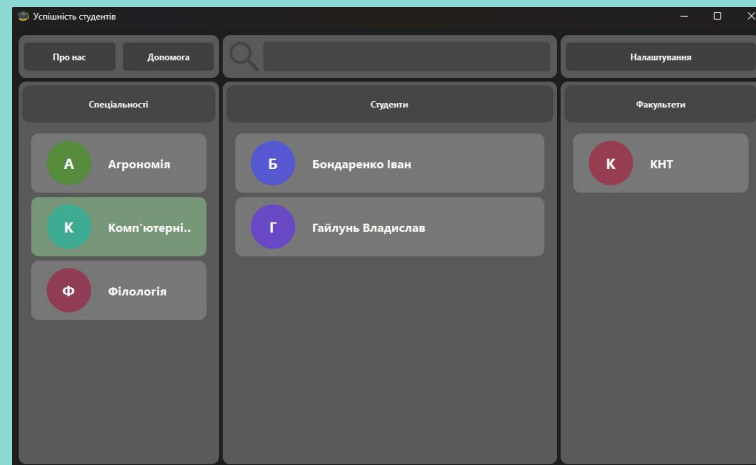 Успішність студентів
Про нас
Допомога
Налаштування
Спеціальності
Студенти
Факультети
А
Агрономія
К
Комп'ютерні..
Ф
Філологія
Б
Бондаренко Іван
Г
Гайлунь Владислав
К
КНТ